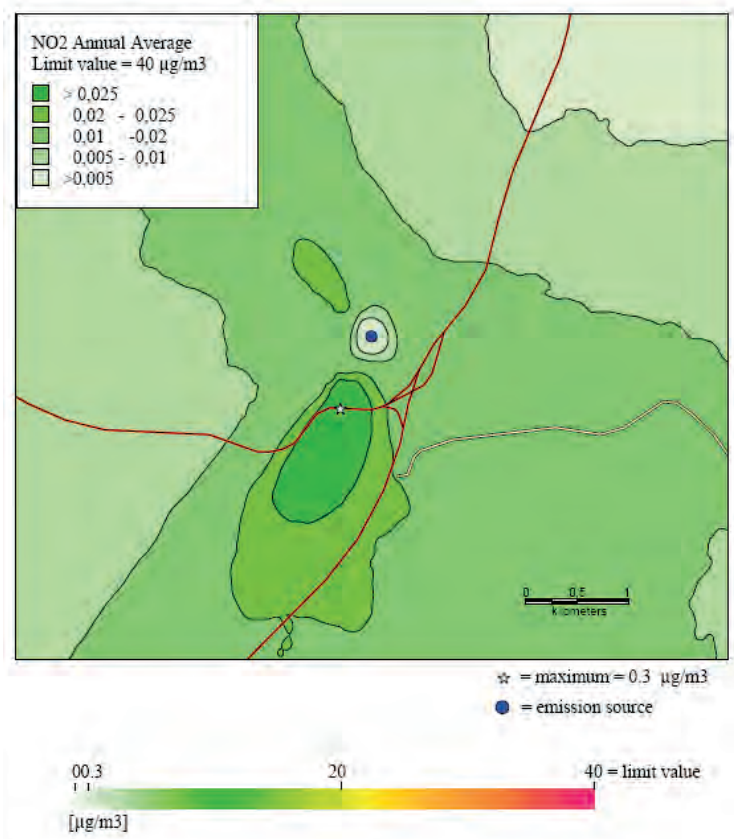 NO2 Annual Average
Limit value = 40 µg/m3
> 0,025
0,02 - 0,025
0,01 -0,02
0,005 - 0,01
>0,005
0 0,5 1
kilometers
☆ = maximum = 0.3 µg/m3
= emission source
00.3 20 40 = limit value
[µg/m3]